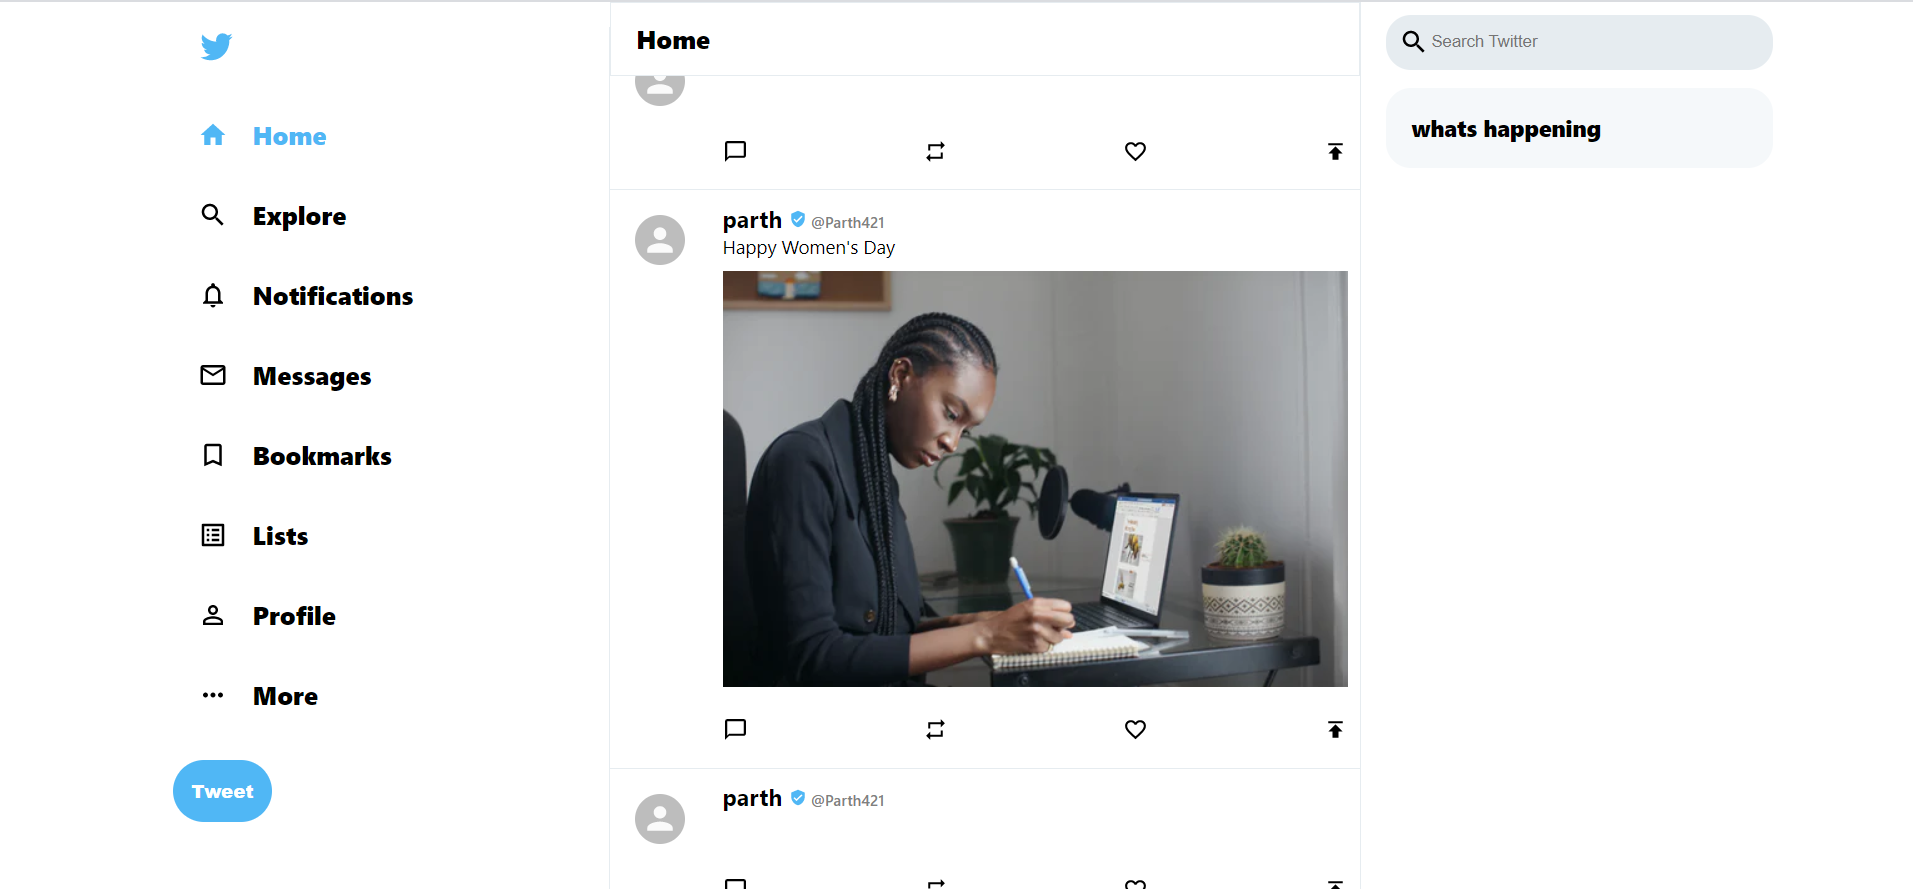 Home
Explore
Notifications
Messages
Bookmarks
Lists
Profile
More
Tweet
Home
parth @Parth421
Happy Women's Day
parth @Parth421
Search Twitter
whats happening